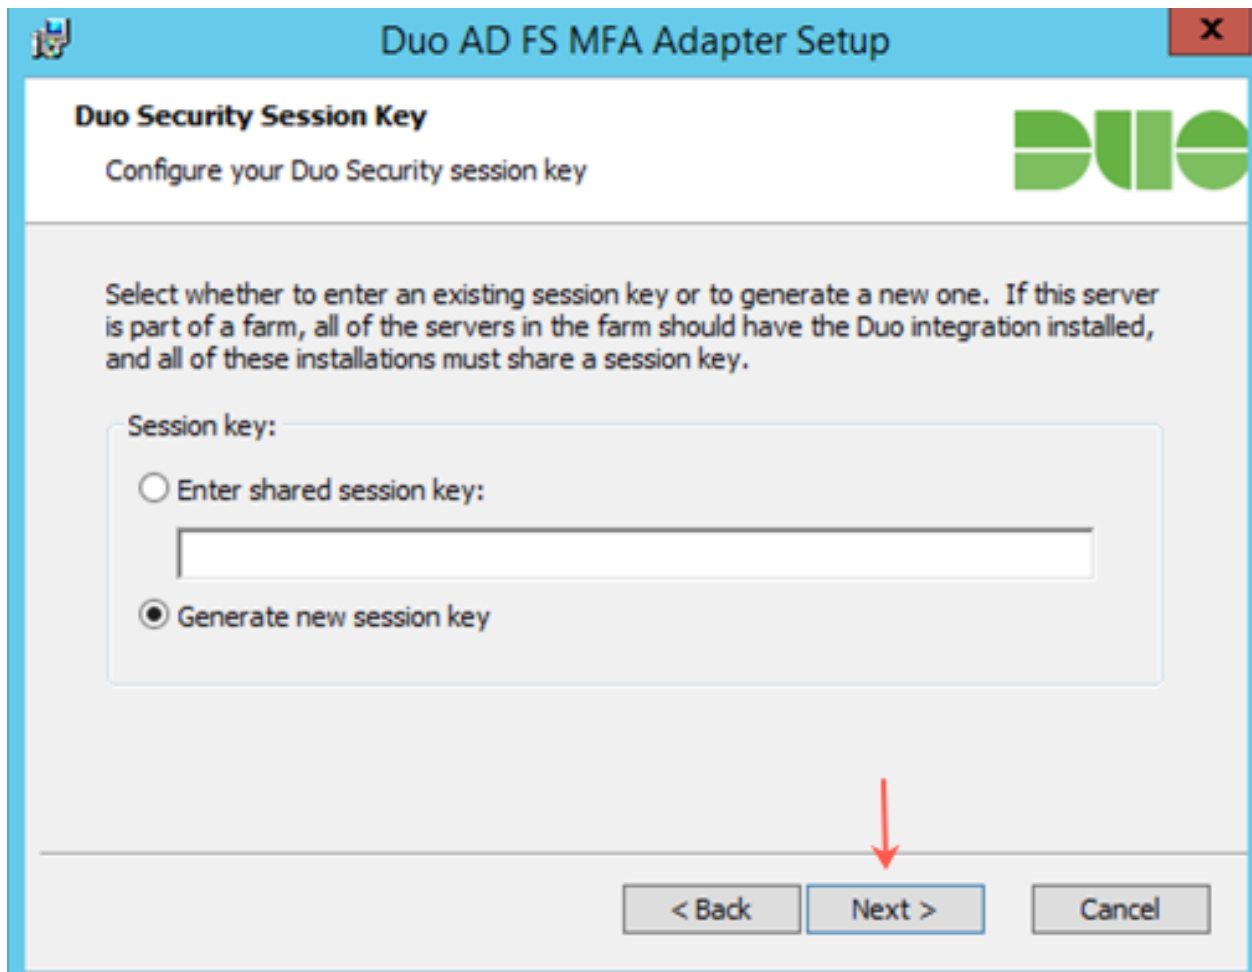 Duo AD FS MFA Adapter Setup
x
Duo Security Session Key
DUO
Configure your Duo Security session key
Select whether to enter an existing session key or to generate a new one. If this server
is part of a farm, all of the servers in the farm should have the Duo integration installed,
and all of these installations must share a session key.
Session key:
Enter shared session key:
Generate new session key
< Back
Next >
Cancel